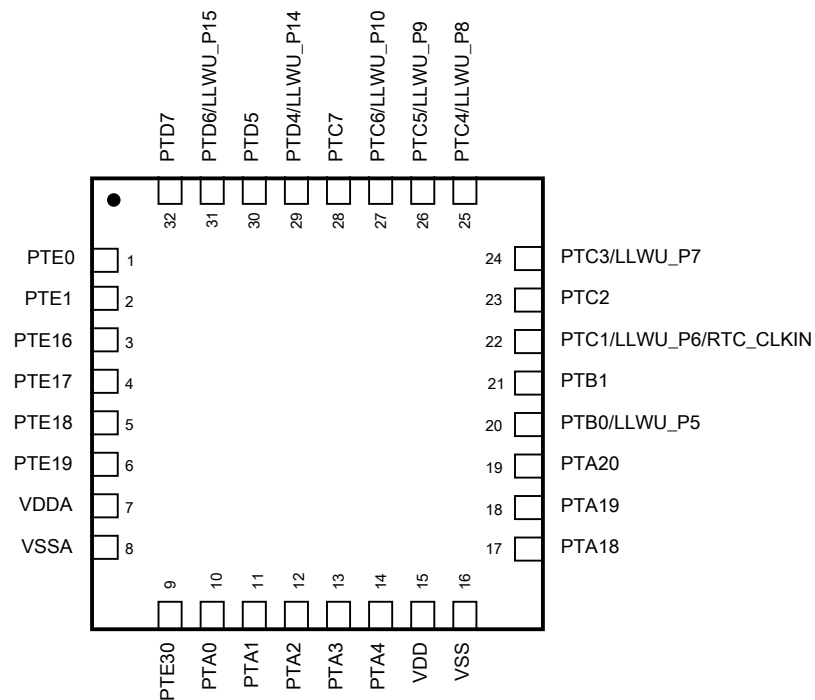 PTD7
PTD6/LLWU_P15
PTD5
PTD4/LLWU_P14
PTC7
PTC6/LLWU_P10
PTC5/LLWU_P9
PTC4/LLWU_P8
32
31
30
29
28
27
26
25
PTE0 1
PTE1 2
PTE16 3
PTE17 4
PTE18 5
PTE19 6
VDDA 7
VSSA 8
24 PTC3/LLWU_P7
23 PTC2
22 PTC1/LLWU_P6/RTC_CLKIN
21 PTB1
20 PTB0/LLWU_P5
19 PTA20
18 PTA19
17 PTA18
9
10
11
12
13
14
15
16
PTE30
PTA0
PTA1
PTA2
PTA3
PTA4
VDD
VSS